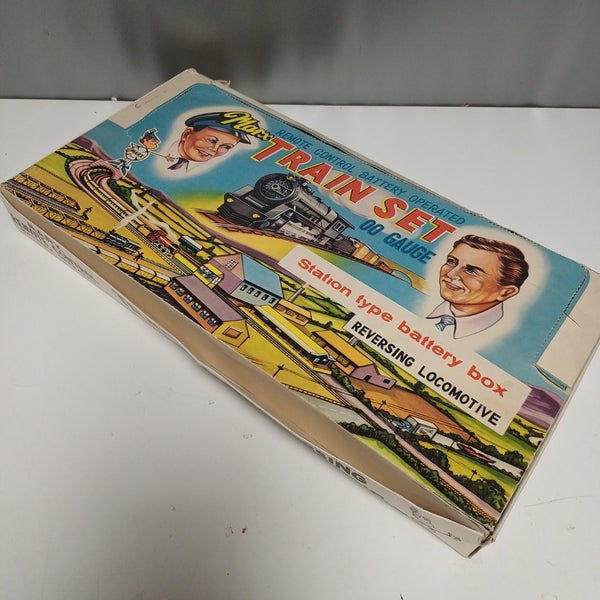 Marx
REMOTE CONTROL BATTERY OPERATED
TRAIN SET
OO GAUGE
Station type battery box
REVERSING LOCOMOTIVE